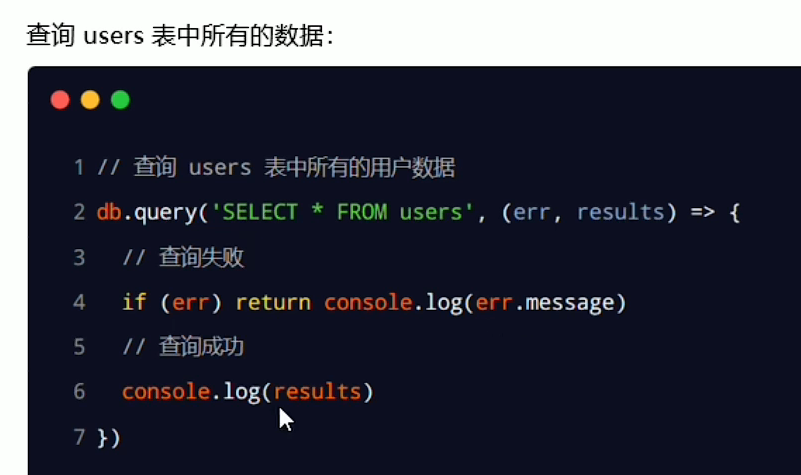 查询 users 表中所有的数据：
1 // 查询 users 表中所有的用户数据
2 db.query('SELECT * FROM users', (err, results) => {
3   // 查询失败
4   if (err) return console.log(err.message)
5   // 查询成功
6   console.log(results)
7 })